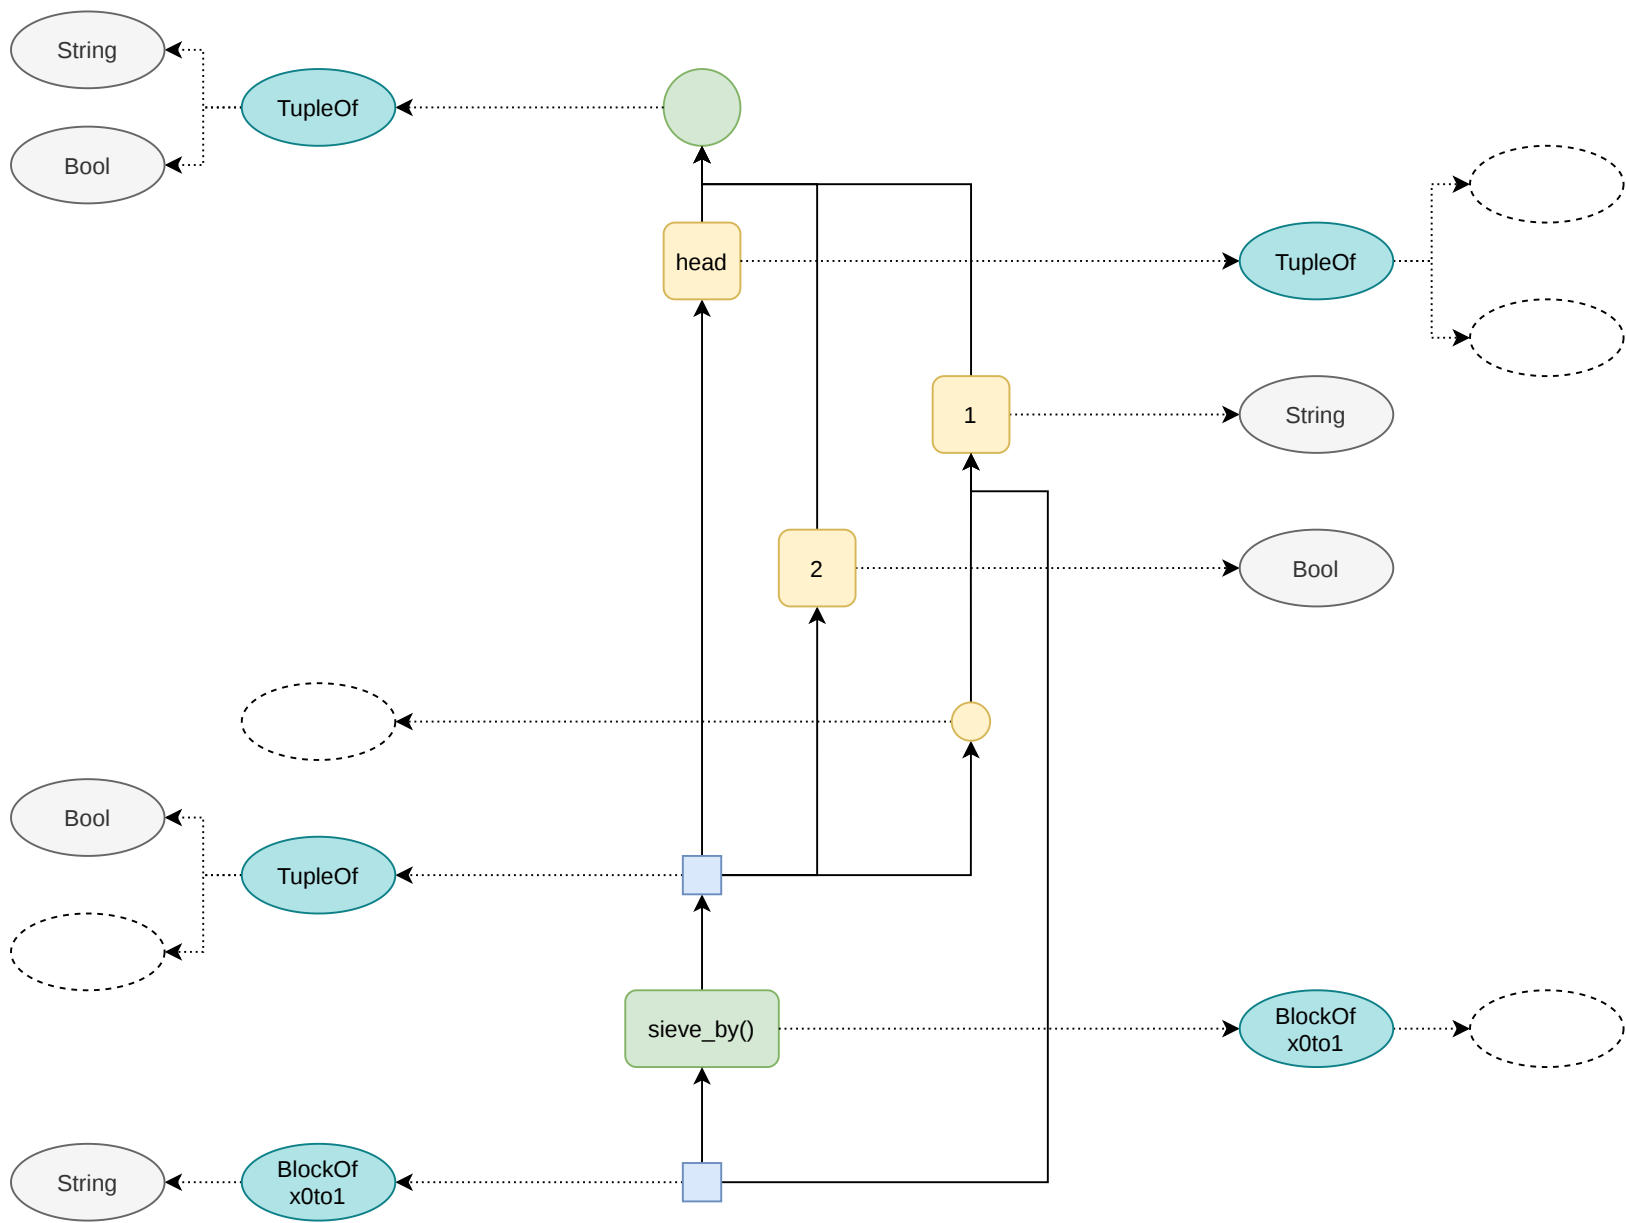 String
TupleOf
Bool
head
TupleOf
1
String
2
Bool
Bool
TupleOf
sieve_by()
BlockOf
x0to1
String
BlockOf
x0to1